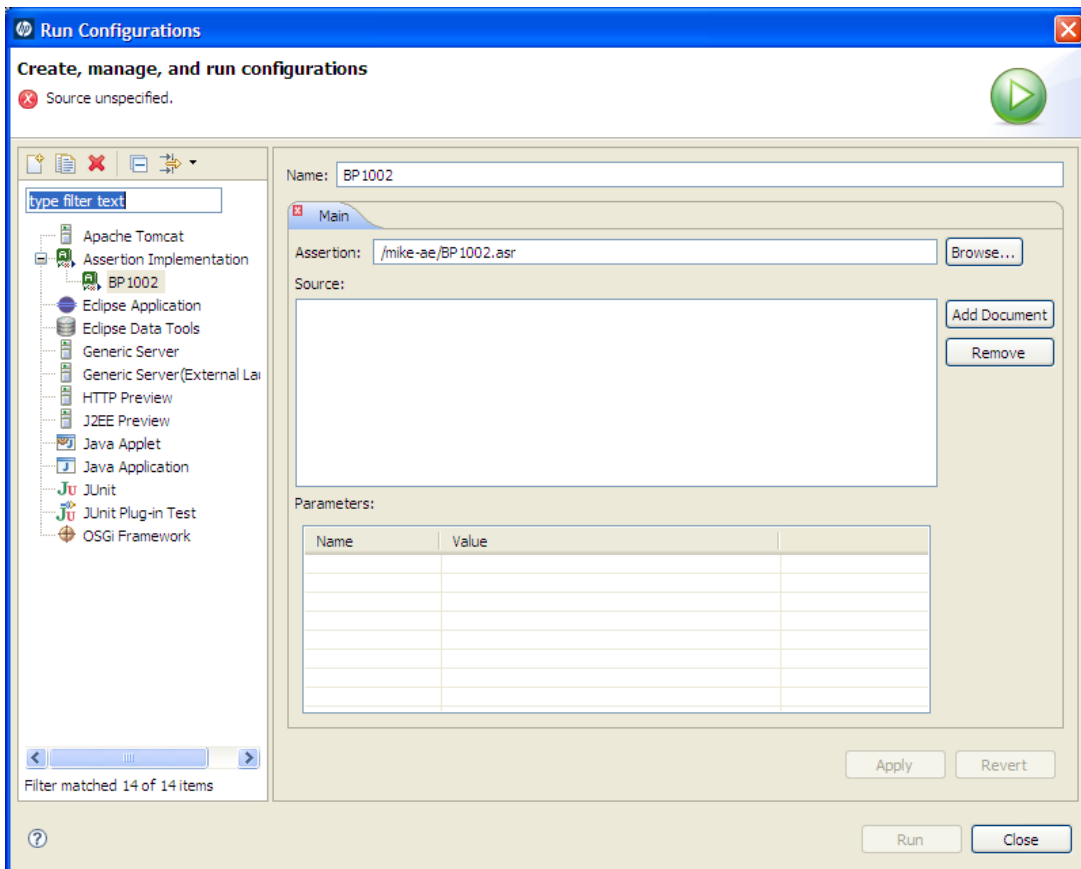 Run Configurations
Create, manage, and run configurations
Source unspecified.
type filter text
Apache Tomcat
Assertion Implementation
BP1002
Eclipse Application
Eclipse Data Tools
Generic Server
Generic Server(External Lau
HTTP Preview
J2EE Preview
Java Applet
Java Application
JUnit
JUnit Plug-in Test
OSGi Framework
Filter matched 14 of 14 items
Name: BP1002
Main
Assertion: /mike-ae/BP1002.asr Browse...
Source:
Add Document
Remove
Parameters:
Name Value
Apply Revert
Run Close